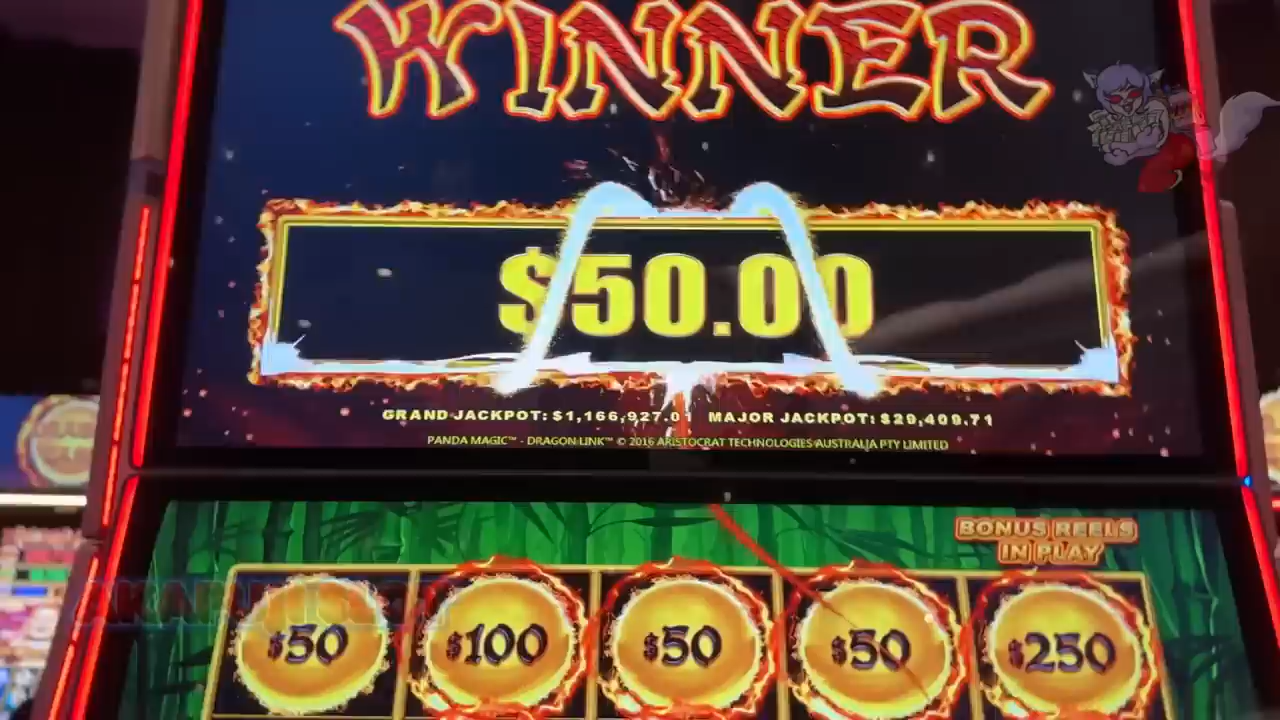 WINNER
$50.00
GRAND JACKPOT: $1,166,927.01 MAJOR JACKPOT: $29,409.71
PANDA MAGIC™ - DRAGON LINK™ © 2016 ARISTOCRAT TECHNOLOGIES AUSTRALIA PTY LIMITED
BONUS REELS
IN PLAY
$50 $100 $50 $50 $250